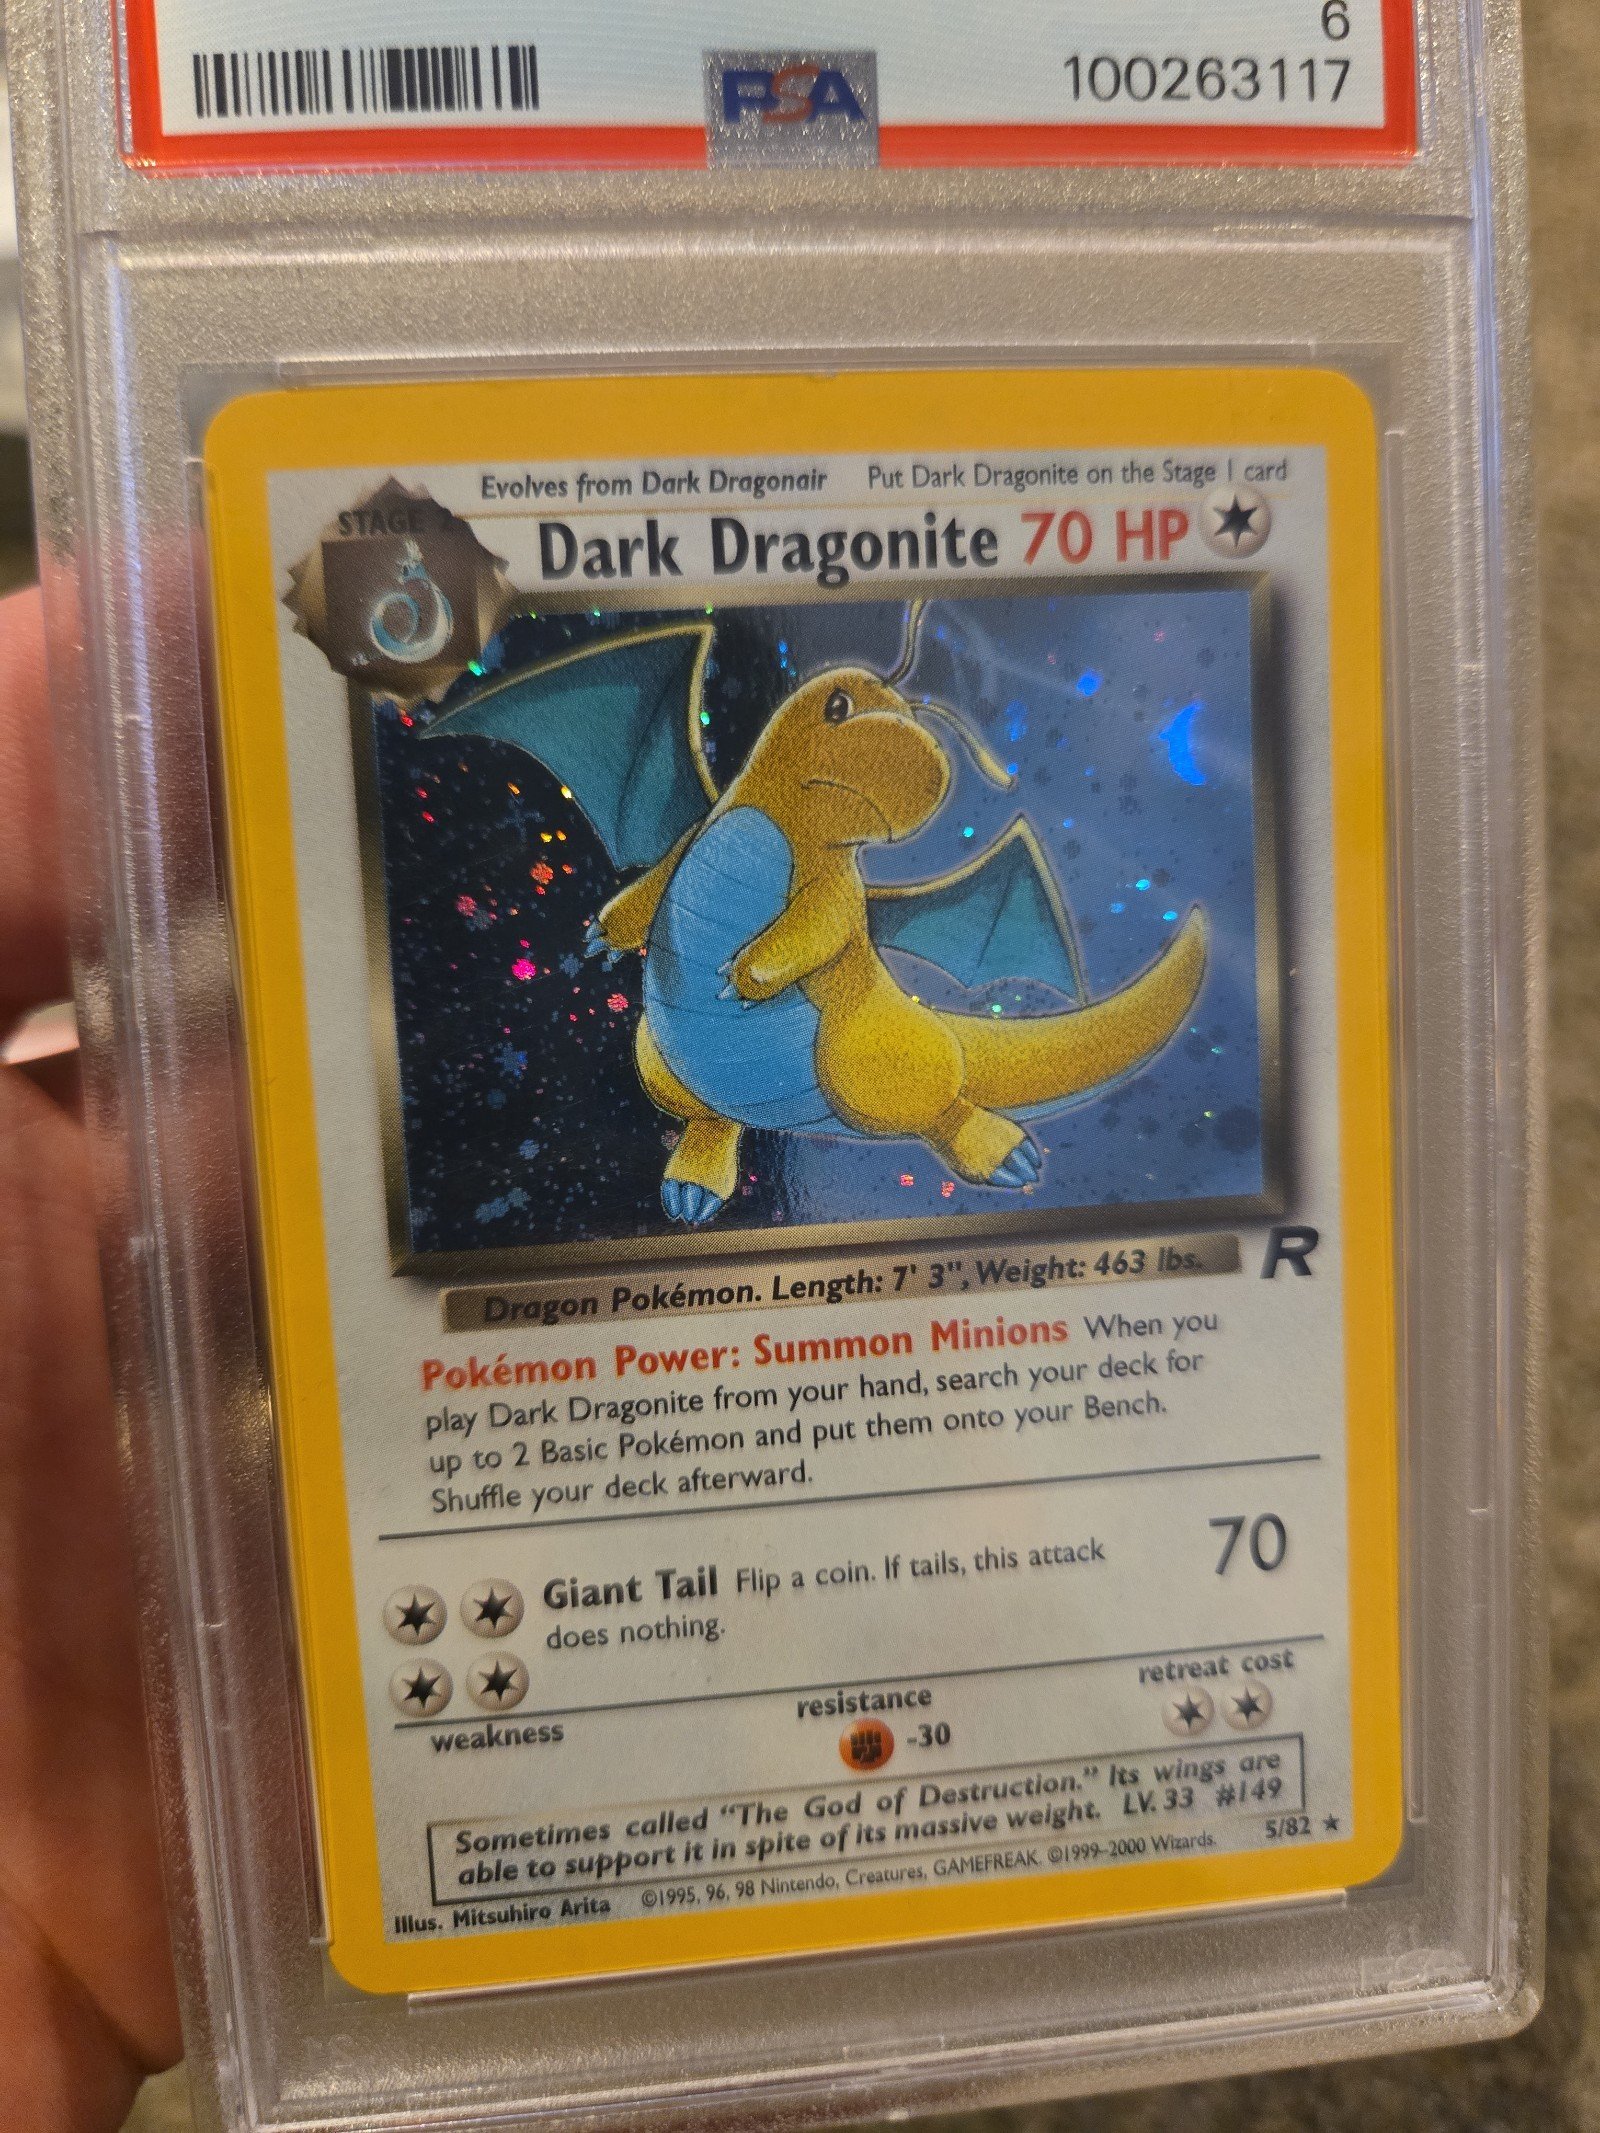 6
PSA
100263117
Evolves from Dark Dragonair Put Dark Dragonite on the Stage 1 card
STAGE
Dark Dragonite 70 HP
Dragon Pokémon. Length: 7' 3", Weight: 463 lbs.
R
Pokémon Power: Summon Minions When you
play Dark Dragonite from your hand, search your deck for
up to 2 Basic Pokémon and put them onto your Bench.
Shuffle your deck afterward.
Giant Tail Flip a coin. If tails, this attack
does nothing.
70
weakness
resistance
retreat cost
-30
Sometimes called "The God of Destruction." Its wings are
able to support it in spite of its massive weight. LV. 33 #149
Illus. Mitsuhiro Arita ©1995, 96, 98 Nintendo, Creatures, GAMEFREAK. ©1999-2000 Wizards. 5/82 ★